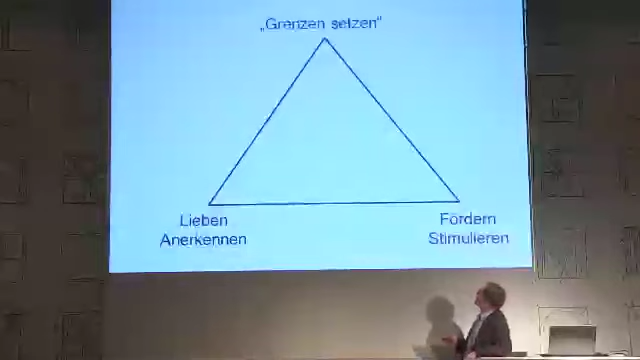 „Grenzen setzen"
Lieben
Anerkennen
Fördern
Stimulieren